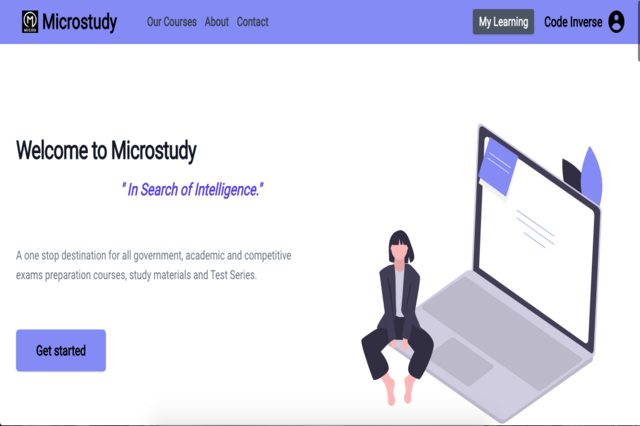 Microstudy
Our Courses About Contact
My Learning
Code Inverse
Welcome to Microstudy
" In Search of Intelligence."
A one stop destination for all government, academic and competitive
exams preparation courses, study materials and Test Series.
Get started